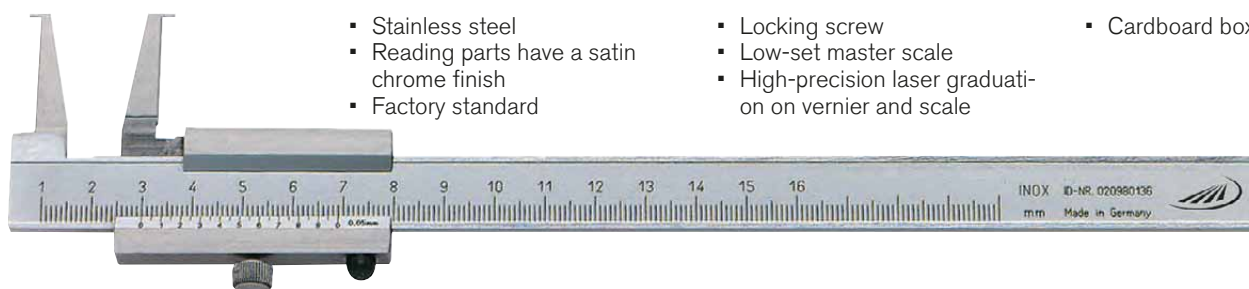 ▪ Stainless steel
▪ Reading parts have a satin
chrome finish
▪ Factory standard
▪ Locking screw
▪ Low-set master scale
▪ High-precision laser graduati-
on on vernier and scale
▪ Cardboard box
1 2 3 4 5 6 7 8 9 10 11 12 13 14 15 16
INOX ID-NR. 020980136
mm Made in Germany
0 1 2 3 4 5 6 7 8 9 0 0.05mm